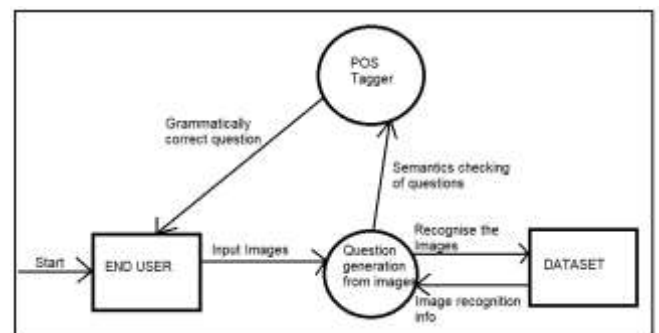 POS
Tagger
Grammatically
correct question
Semantics checking
of questions
Start
END USER
Input Images
Question
generation
from images
Recognise the
Images
DATASET
Image recognition
info